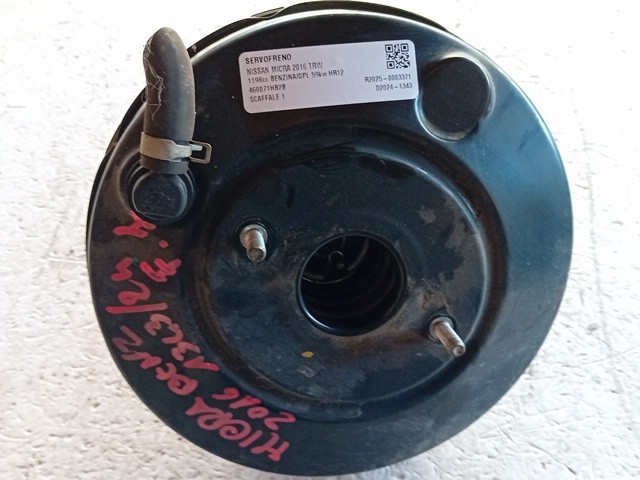 SERVOFRENO
NISSAN MICRA 2016 TRW
1198cc BENZINA/GPL 59kw HR12
460071HB2B
SCAFFALE 1
R2025-0003371
D2024-1343
MICRA BENZ
2016 1343/24